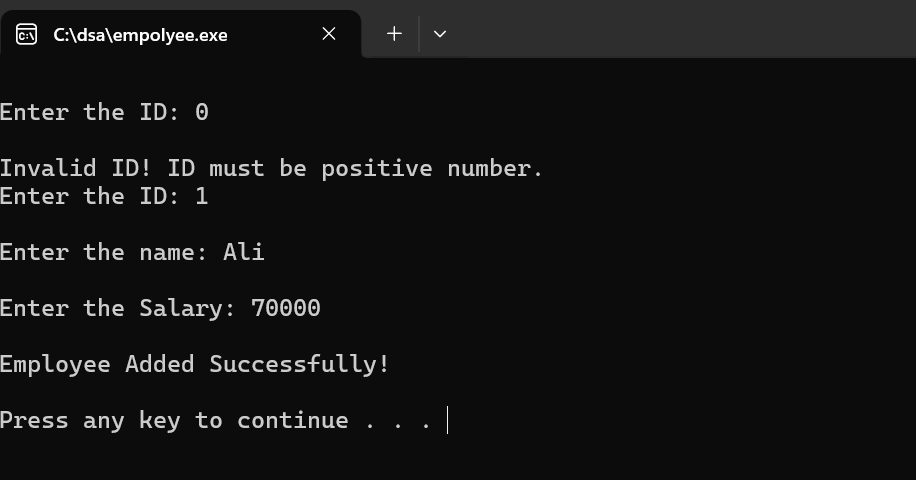 C:\dsa\empolyee.exe
Enter the ID: 0
Invalid ID! ID must be positive number.
Enter the ID: 1
Enter the name: Ali
Enter the Salary: 70000
Employee Added Successfully!
Press any key to continue . . .